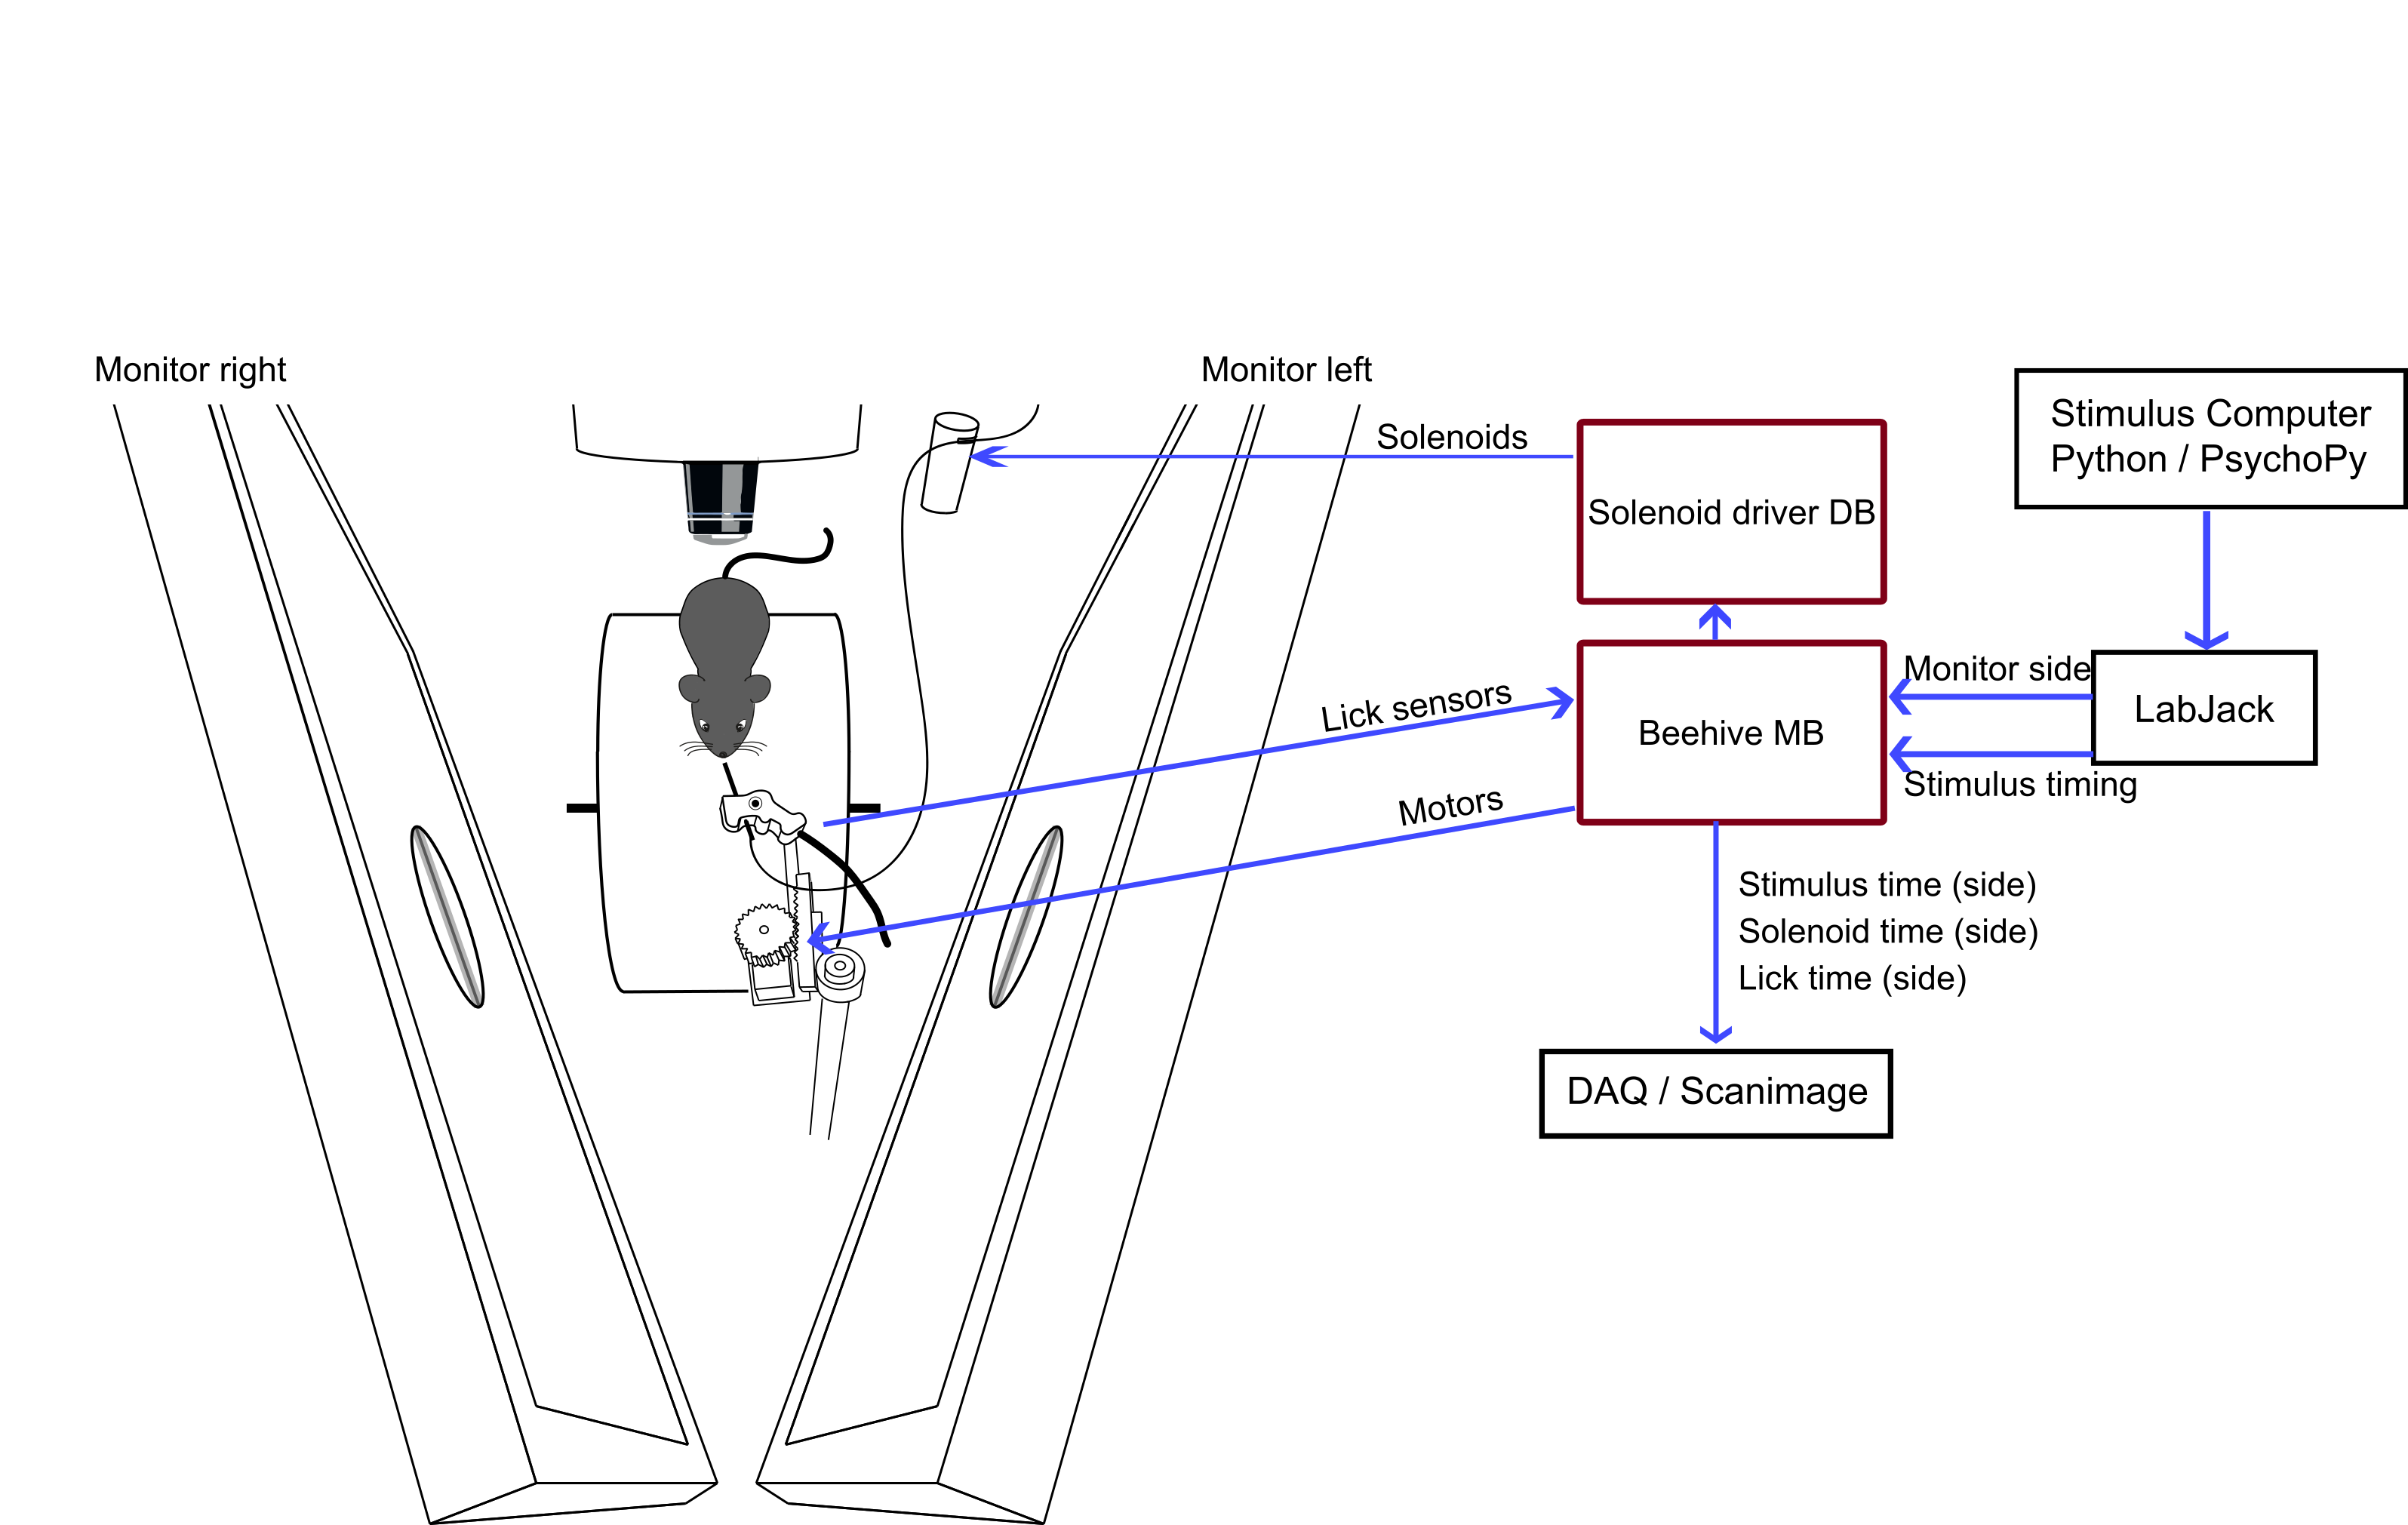 Monitor right
Monitor left
Solenoids
Solenoid driver DB
Stimulus Computer
Python / PsychoPy
Lick sensors
Motors
Beehive MB
Monitor side
Stimulus timing
LabJack
Stimulus time (side)
Solenoid time (side)
Lick time (side)
DAQ / Scanimage